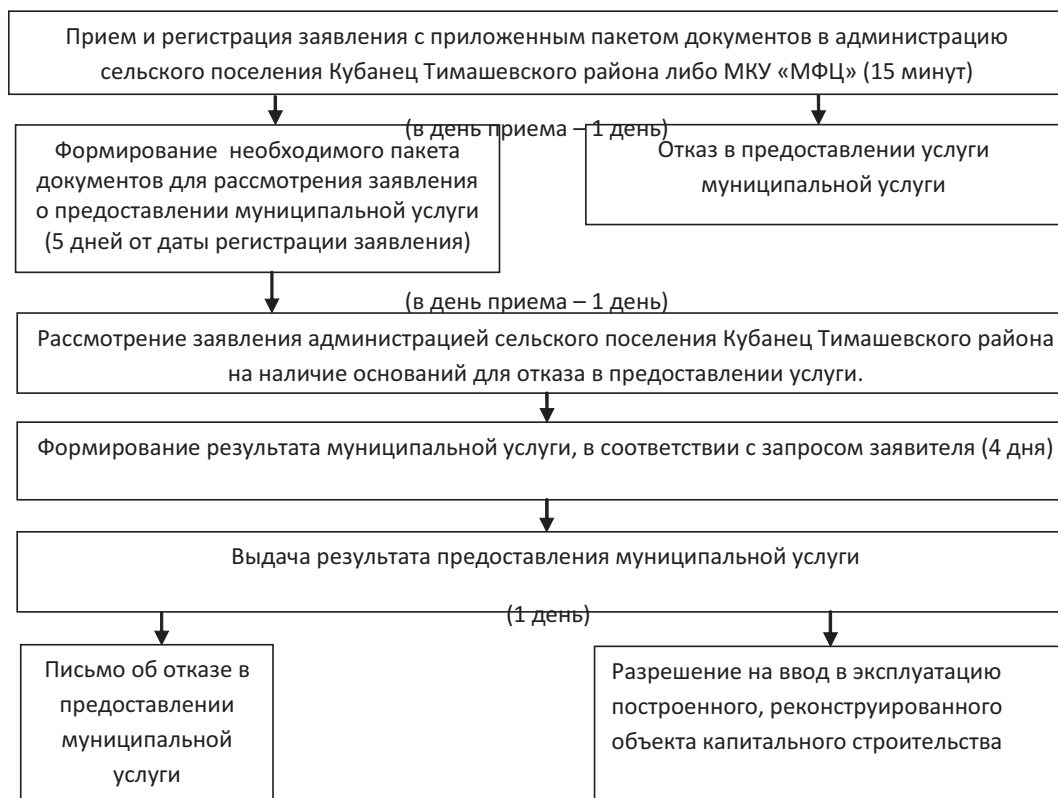 Прием и регистрация заявления с приложенным пакетом документов в администрацию
сельского поселения Кубанец Тимашевского района либо МКУ «МФЦ» (15 минут)
(в день приема – 1 день)
Формирование необходимого пакета
документов для рассмотрения заявления
о предоставлении муниципальной услуги
(5 дней от даты регистрации заявления)
Отказ в предоставлении услуги
муниципальной услуги
(в день приема – 1 день)
Рассмотрение заявления администрацией сельского поселения Кубанец Тимашевского района
на наличие оснований для отказа в предоставлении услуги.
Формирование результата муниципальной услуги, в соответствии с запросом заявителя (4 дня)
Выдача результата предоставления муниципальной услуги
(1 день)
Письмо об отказе в
предоставлении
муниципальной
услуги
Разрешение на ввод в эксплуатацию
построенного, реконструированного
объекта капитального строительства